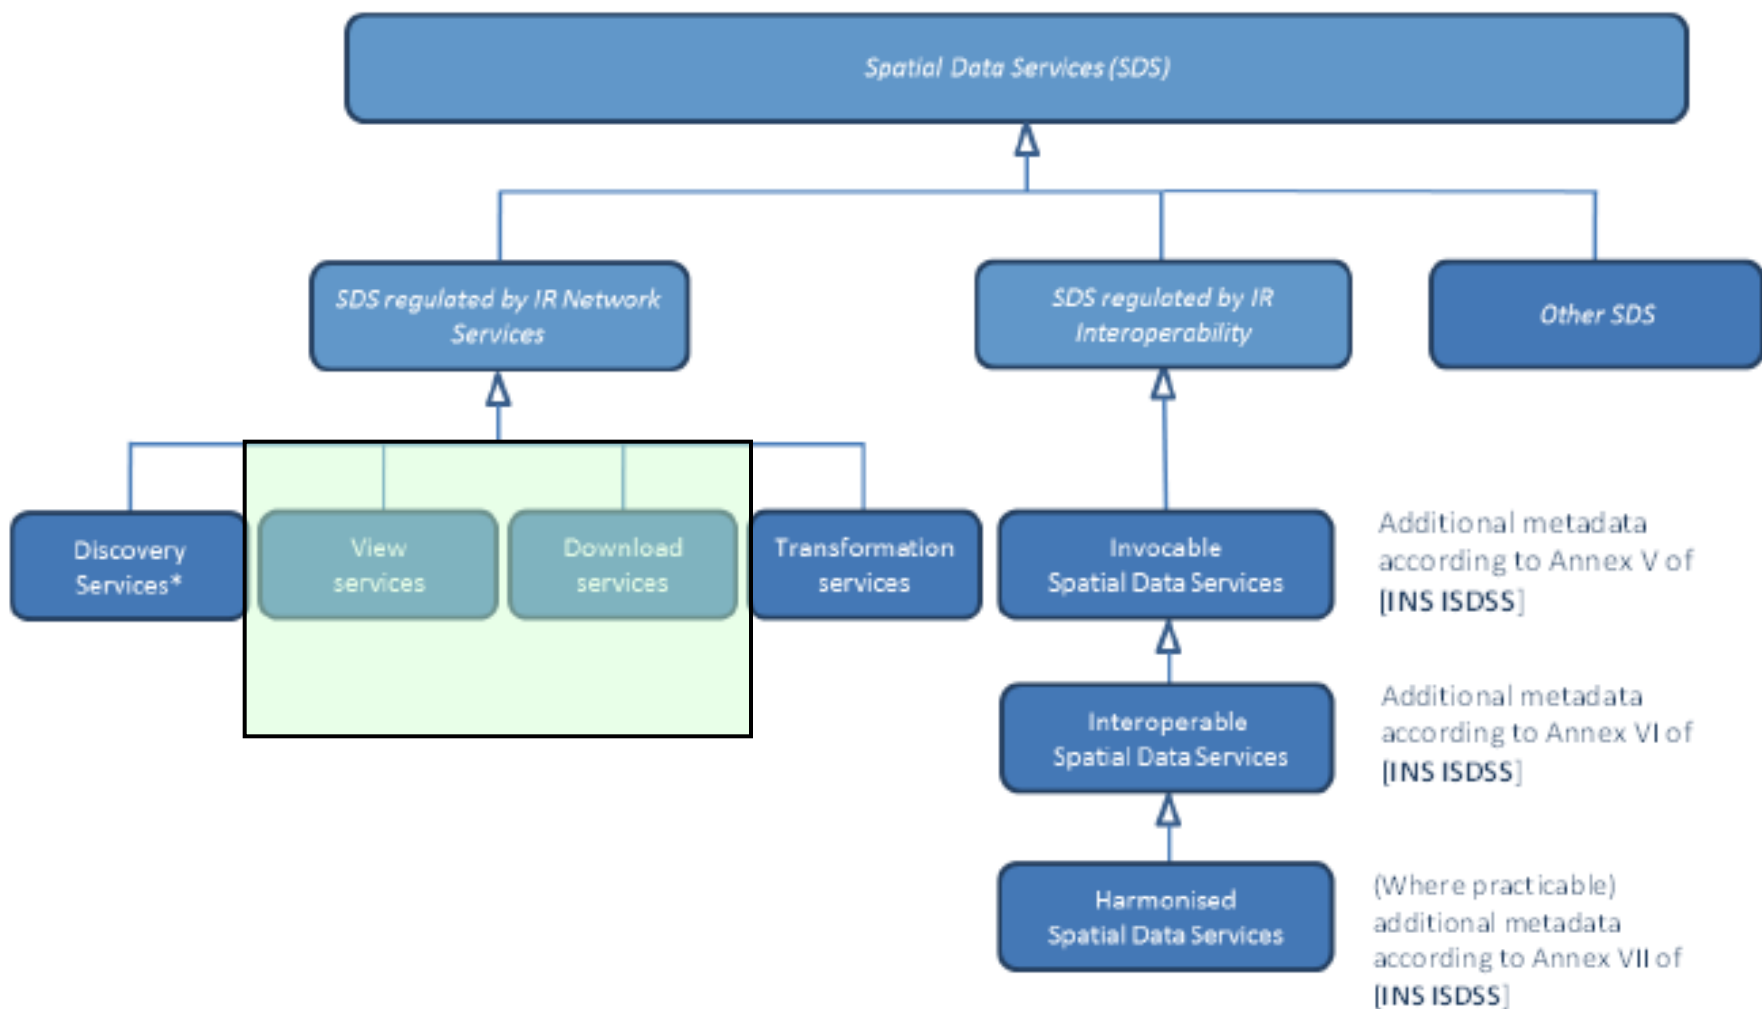 Spatial Data Services (SDS)
SDS regulated by IR Network
Services
SDS regulated by IR
Interoperability
Other SDS
Discovery
Services*
View
services
Download
services
Transformation
services
Invocable
Spatial Data Services
Additional metadata
according to Annex V of
[INS ISDSS]
Interoperable
Spatial Data Services
Additional metadata
according to Annex VI of
[INS ISDSS]
Harmonised
Spatial Data Services
(Where practicable)
additional metadata
according to Annex VII of
[INS ISDSS]